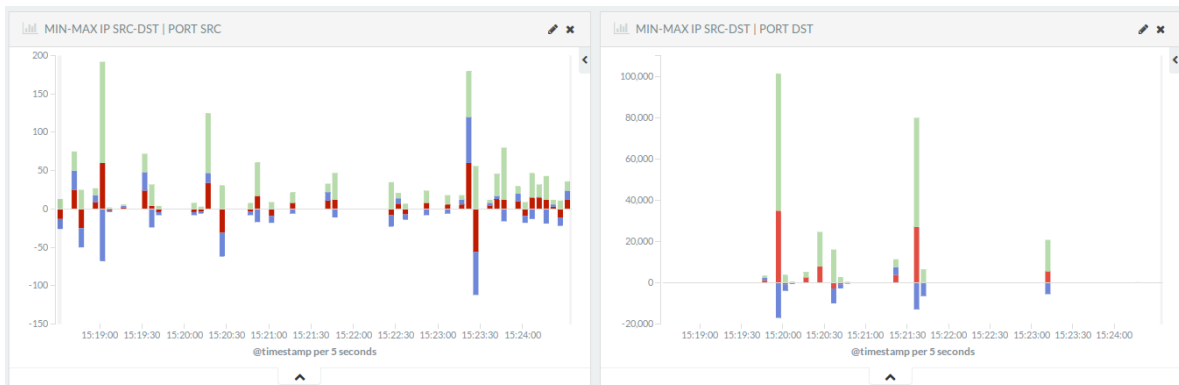 MIN-MAX IP SRC-DST | PORT SRC
200
150
100
50
0
-50
-100
-150
15:19:00 15:19:30 15:20:00 15:20:30 15:21:00 15:21:30 15:22:00 15:22:30 15:23:00 15:23:30 15:24:00
@timestamp per 5 seconds
MIN-MAX IP SRC-DST | PORT DST
100,000
80,000
60,000
40,000
20,000
0
-20,000
15:19:00 15:19:30 15:20:00 15:20:30 15:21:00 15:21:30 15:22:00 15:22:30 15:23:00 15:23:30 15:24:00
@timestamp per 5 seconds